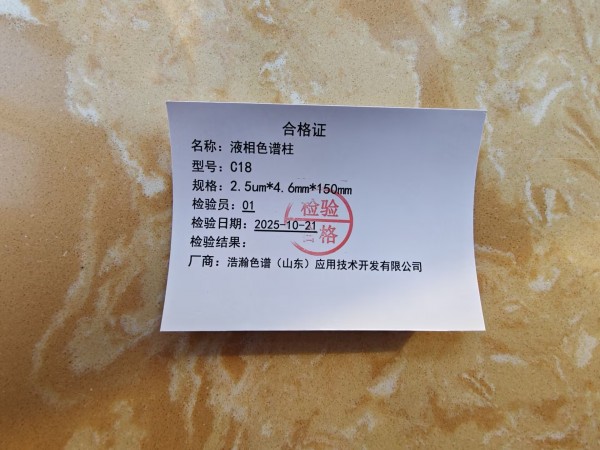 合格证
名称：液相色谱柱
型号：C18
规格：2.5um*4.6mm*150mm
检验员：01
检验日期：2025-10-21
检验结果：
厂商：浩瀚色谱（山东）应用技术开发有限公司
检验
合格